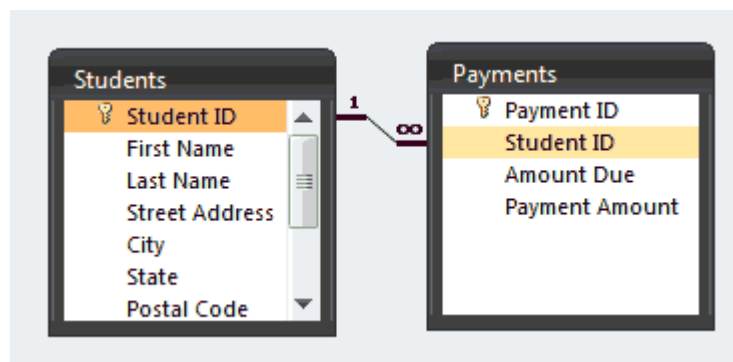 Students
Student ID
First Name
Last Name
Street Address
City
State
Postal Code
1
∞
Payments
Payment ID
Student ID
Amount Due
Payment Amount